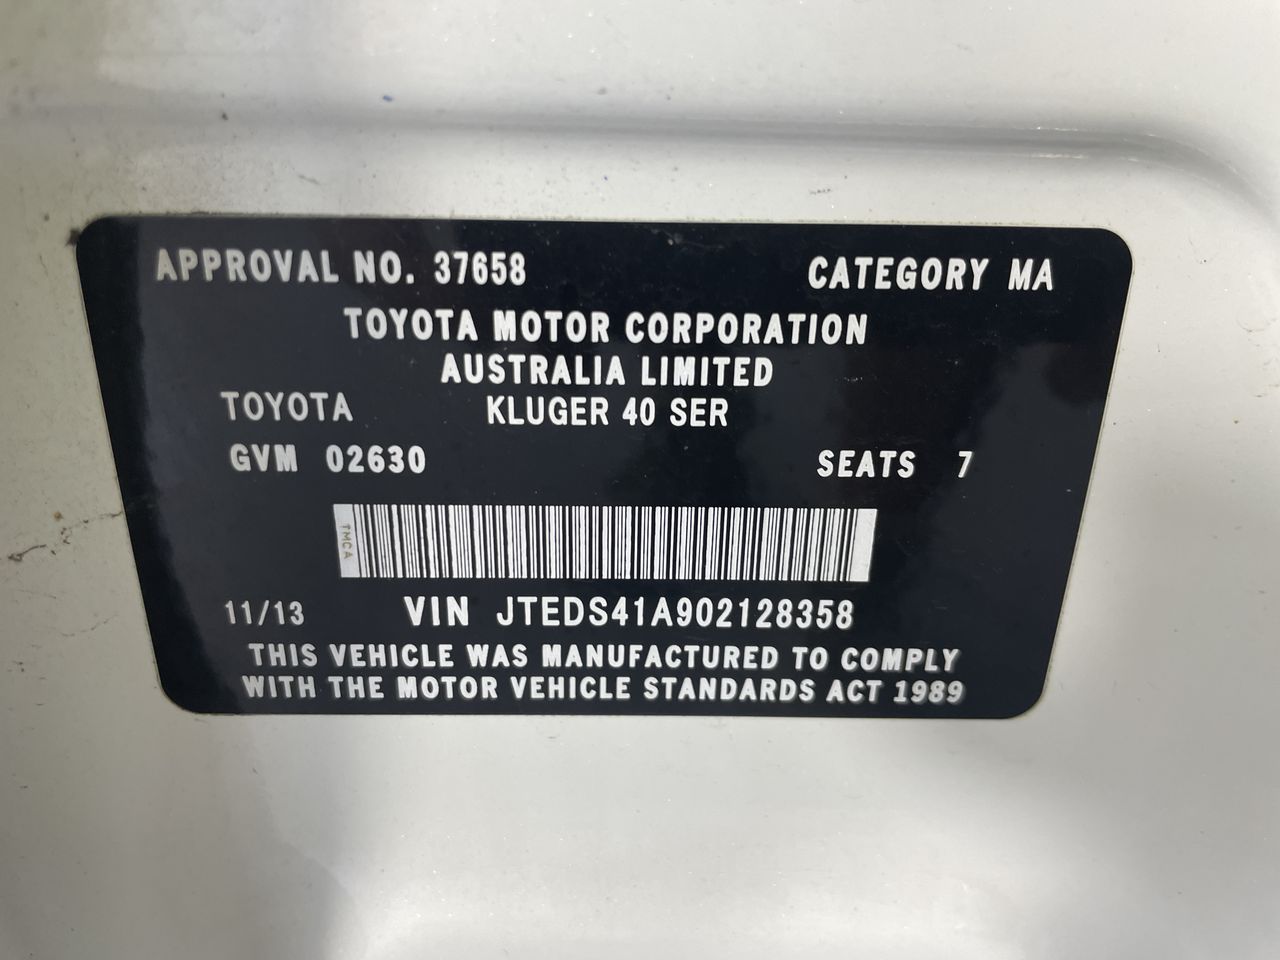 APPROVAL NO. 37658 CATEGORY MA
TOYOTA MOTOR CORPORATION
AUSTRALIA LIMITED
TOYOTA KLUGER 40 SER
GVM 02630 SEATS 7
TMCA
11/13 VIN JTEDS41A902128358
THIS VEHICLE WAS MANUFACTURED TO COMPLY
WITH THE MOTOR VEHICLE STANDARDS ACT 1989